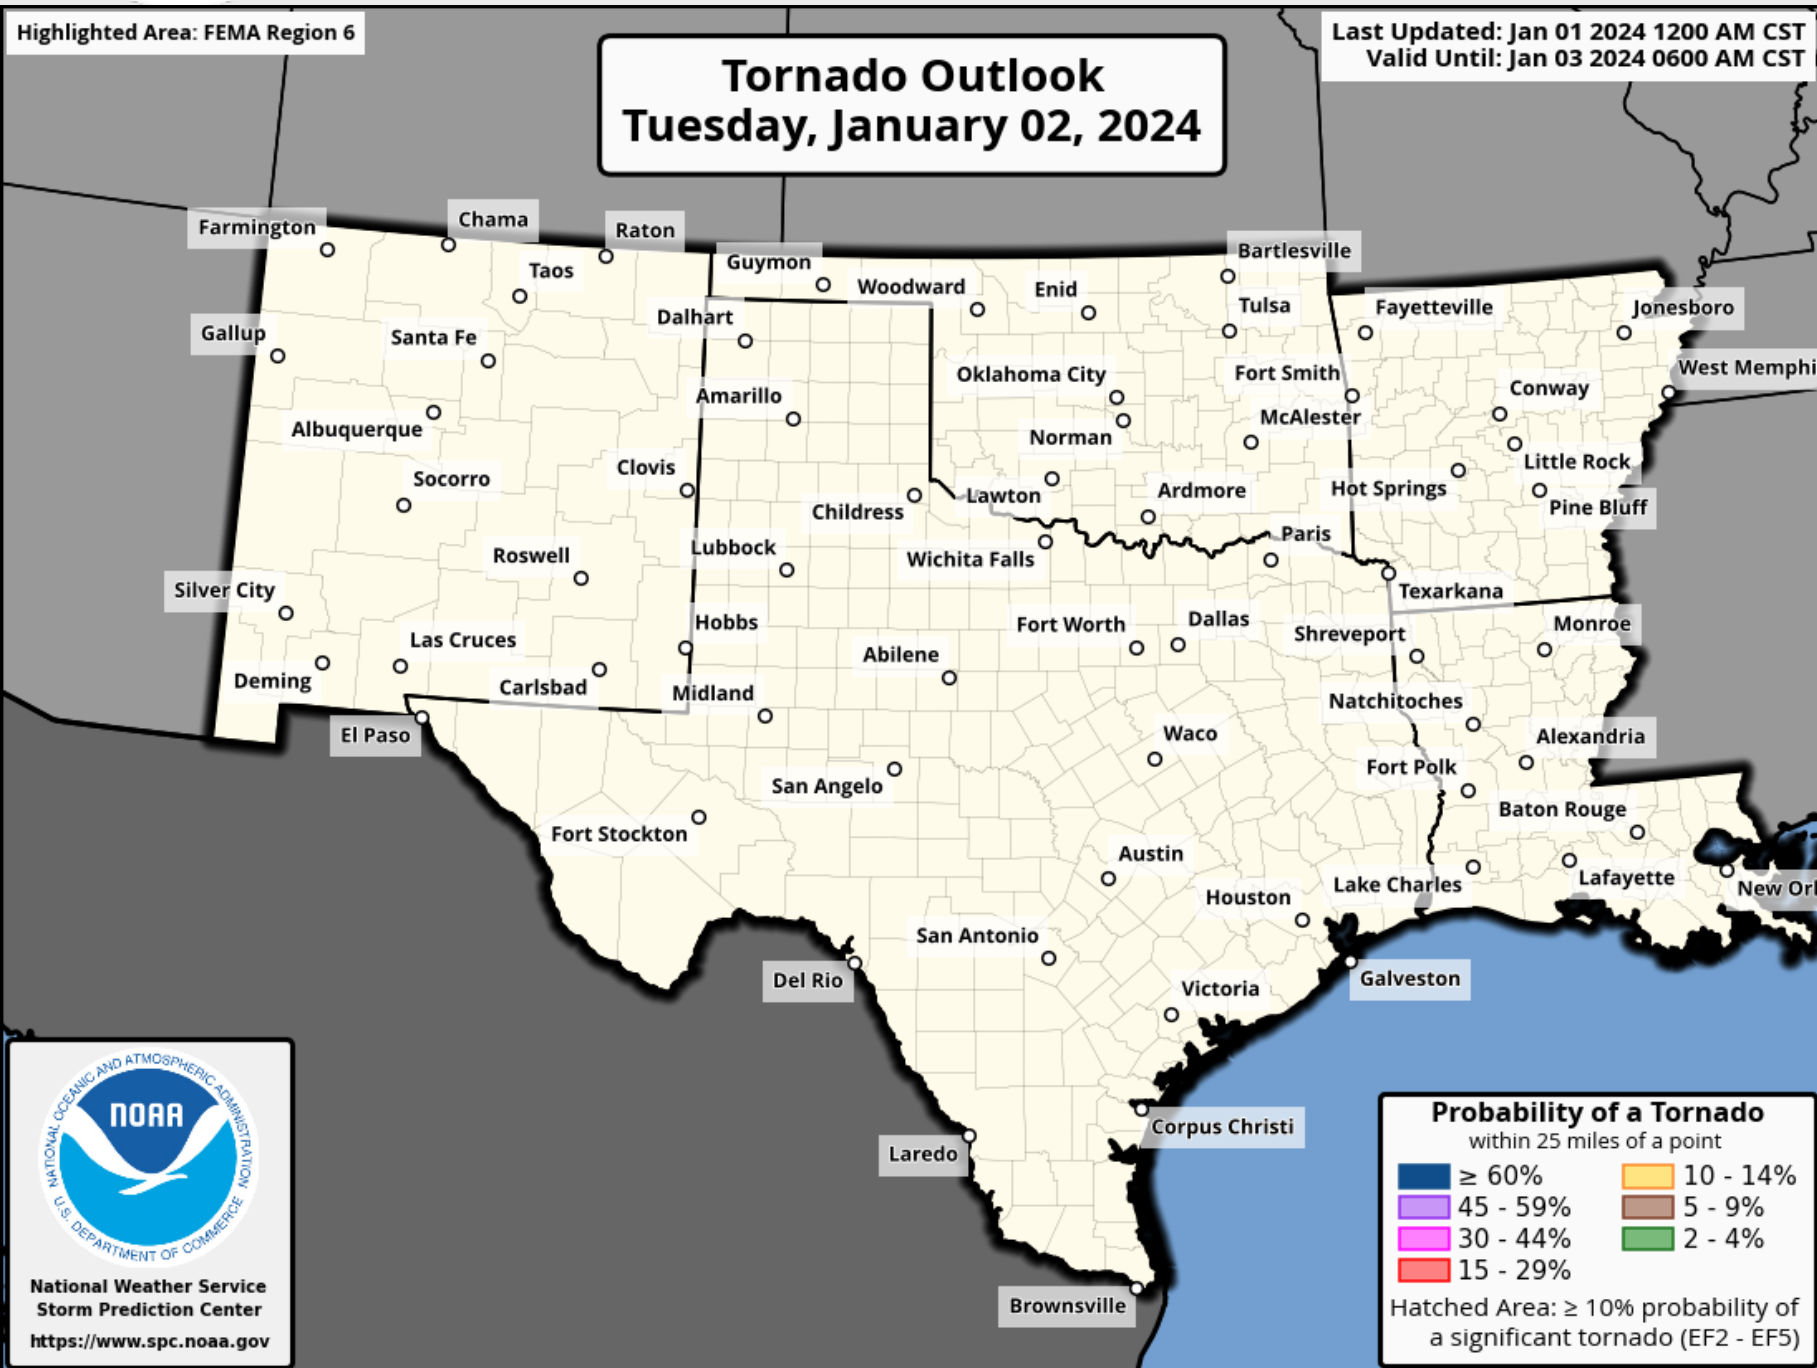 Highlighted Area: FEMA Region 6
Last Updated: Jan 01 2024 1200 AM CST
Valid Until: Jan 03 2024 0600 AM CST
Tornado Outlook
Tuesday, January 02, 2024
Farmington
Chama
Raton
Taos
Guymon
Woodward
Enid
Bartlesville
Tulsa
Fayetteville
Jonesboro
Gallup
Santa Fe
Dalhart
Oklahoma City
Fort Smith
West Memphi
Conway
Amarillo
Albuquerque
Norman
McAlester
Little Rock
Socorro
Clovis
Childress
Lawton
Ardmore
Hot Springs
Pine Bluff
Roswell
Lubbock
Wichita Falls
Paris
Silver City
Texarkana
Las Cruces
Hobbs
Abilene
Fort Worth
Dallas
Shreveport
Monroe
Deming
Carlsbad
Midland
Natchitoches
El Paso
Waco
Alexandria
San Angelo
Fort Polk
Baton Rouge
Fort Stockton
Austin
Houston
Lake Charles
Lafayette
New Orl
San Antonio
Del Rio
Victoria
Galveston
Corpus Christi
Laredo
Brownsville
NATIONAL OCEANIC AND ATMOSPHERIC ADMINISTRATION
NOAA
U.S. DEPARTMENT OF COMMERCE
National Weather Service
Storm Prediction Center
https://www.spc.noaa.gov
Probability of a Tornado
within 25 miles of a point
≥ 60% 10 - 14%
45 - 59% 5 - 9%
30 - 44% 2 - 4%
15 - 29%
Hatched Area: ≥ 10% probability of
a significant tornado (EF2 - EF5)